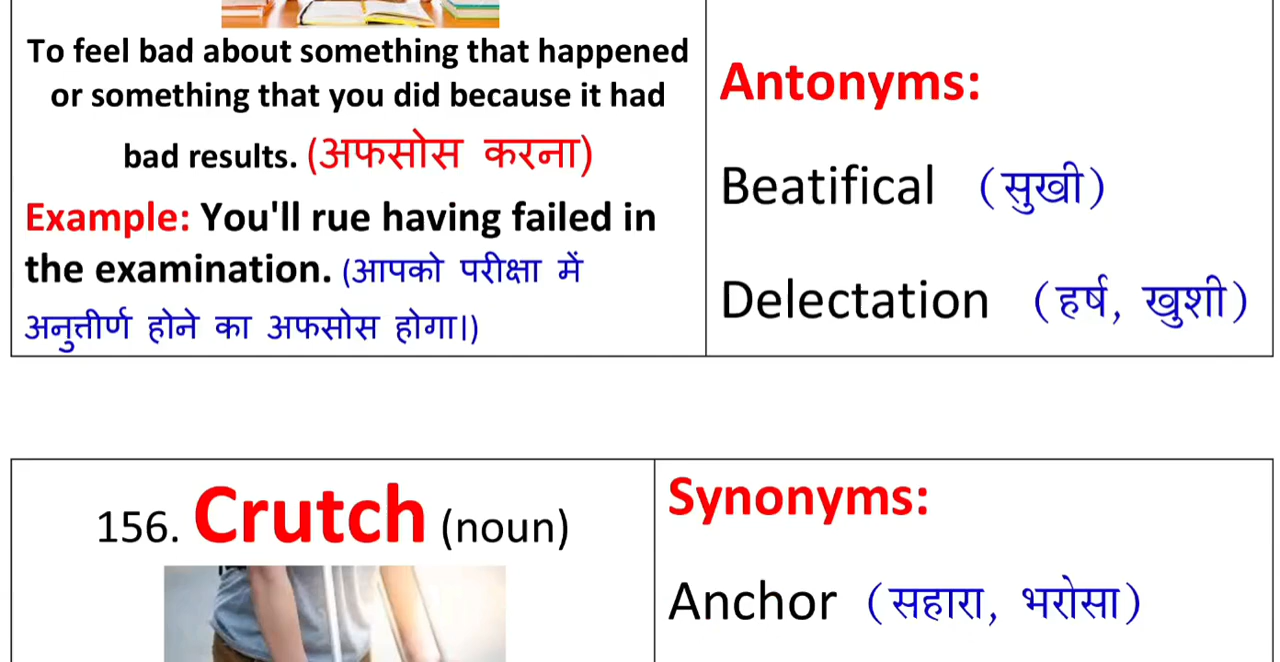 To feel bad about something that happened
or something that you did because it had
bad results. (अफसोस करना)
Example: You'll rue having failed in
the examination. (आपको परीक्षा में
अनुत्तीर्ण होने का अफसोस होगा।)
Antonyms:
Beatifical (सुखी)
Delectation (हर्ष, खुशी)
156. Crutch (noun)
Synonyms:
Anchor (सहारा, भरोसा)